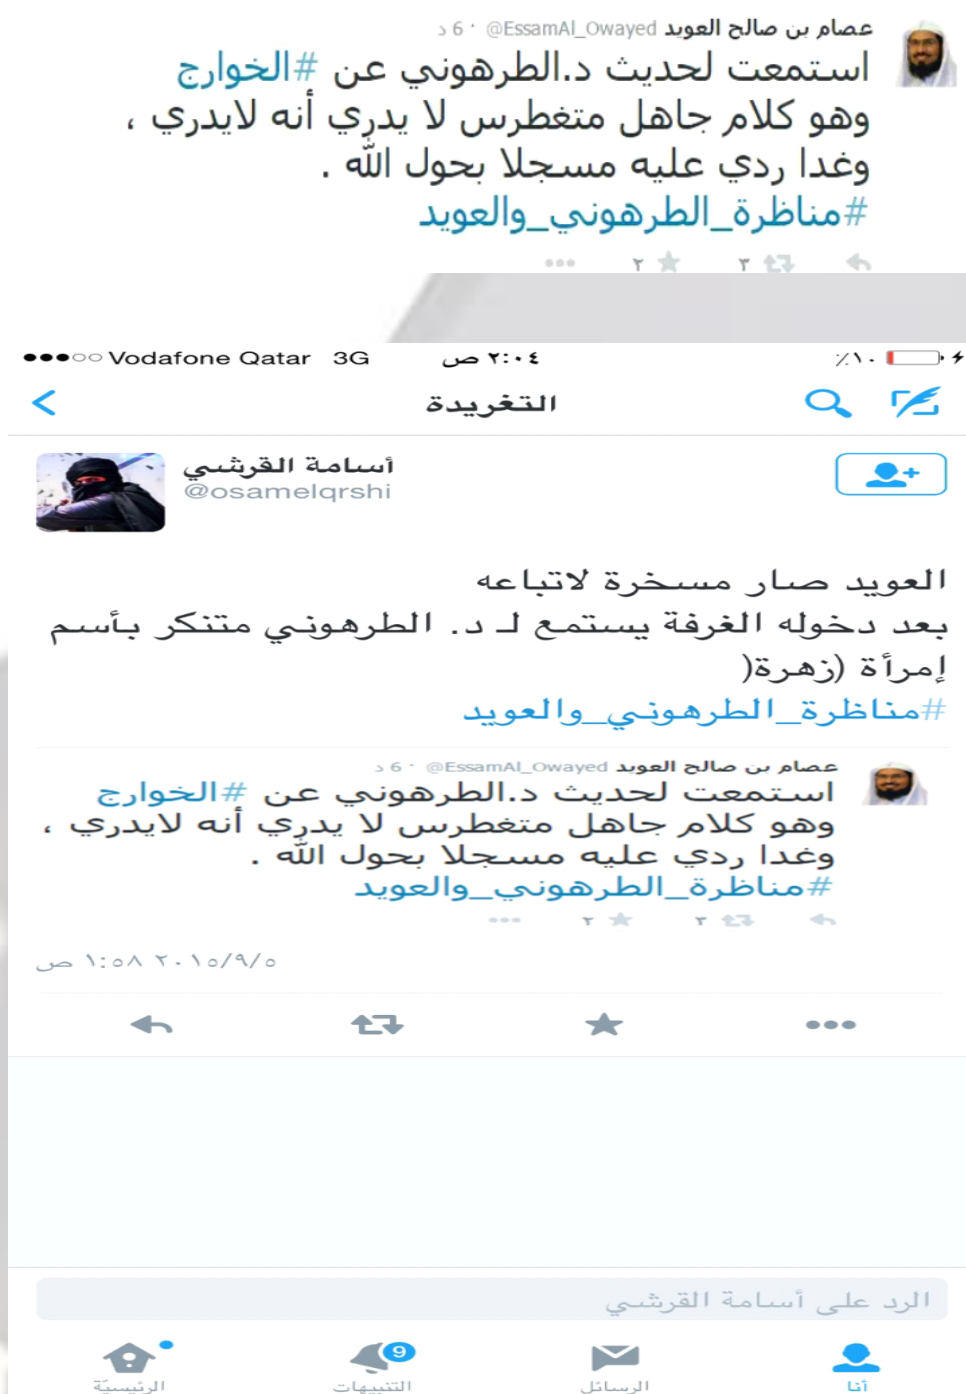 عصام بن صالح العويد @EssamAl_Owayed · 6 د
استمعت لحديث د.الطرهوني عن #الخوارج
وهو كلام جاهل متغطرس لا يدري أنه لايدري ،
وغدا ردي عليه مسجلا بحول الله .
#مناظرة_الطرهوني_والعويد
٣ ٢
Vodafone Qatar 3G ٢:٠٤ ص ٪١٠
التغريدة
أسامة القرشي
@osamelqrshi
العويد صار مسخرة لاتباعه
بعد دخوله الغرفة يستمع لـ د. الطرهوني متنكر بأسم
إمرأة (زهرة(
#مناظرة_الطرهوني_والعويد
عصام بن صالح العويد @EssamAl_Owayed · 6 د
استمعت لحديث د.الطرهوني عن #الخوارج
وهو كلام جاهل متغطرس لا يدري أنه لايدري ،
وغدا ردي عليه مسجلا بحول الله .
#مناظرة_الطرهوني_والعويد
٣ ٢
٢٠١٥/٩/٥ ١:٥٨ ص
الرد على أسامة القرشي
9
أنا الرسائل التنبيهات الرئيسيّة